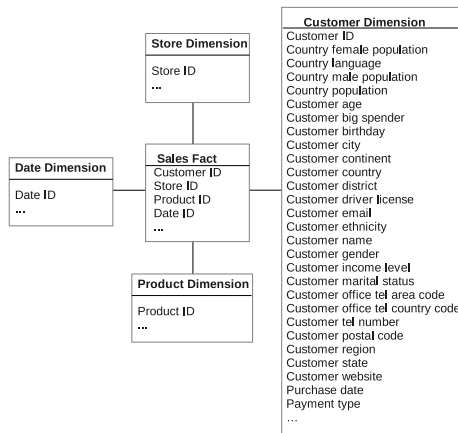 Store Dimension
Store ID
...
Date Dimension
Date ID
...
Sales Fact
Customer ID
Store ID
Product ID
Date ID
...
Product Dimension
Product ID
...
Customer Dimension
Customer ID
Country female population
Country language
Country male population
Country population
Customer age
Customer big spender
Customer birthday
Customer city
Customer continent
Customer country
Customer district
Customer driver license
Customer email
Customer ethnicity
Customer name
Customer gender
Customer income level
Customer marital status
Customer office tel area code
Customer office tel country code
Customer tel number
Customer postal code
Customer region
Customer state
Customer website
Purchase date
Payment type
...